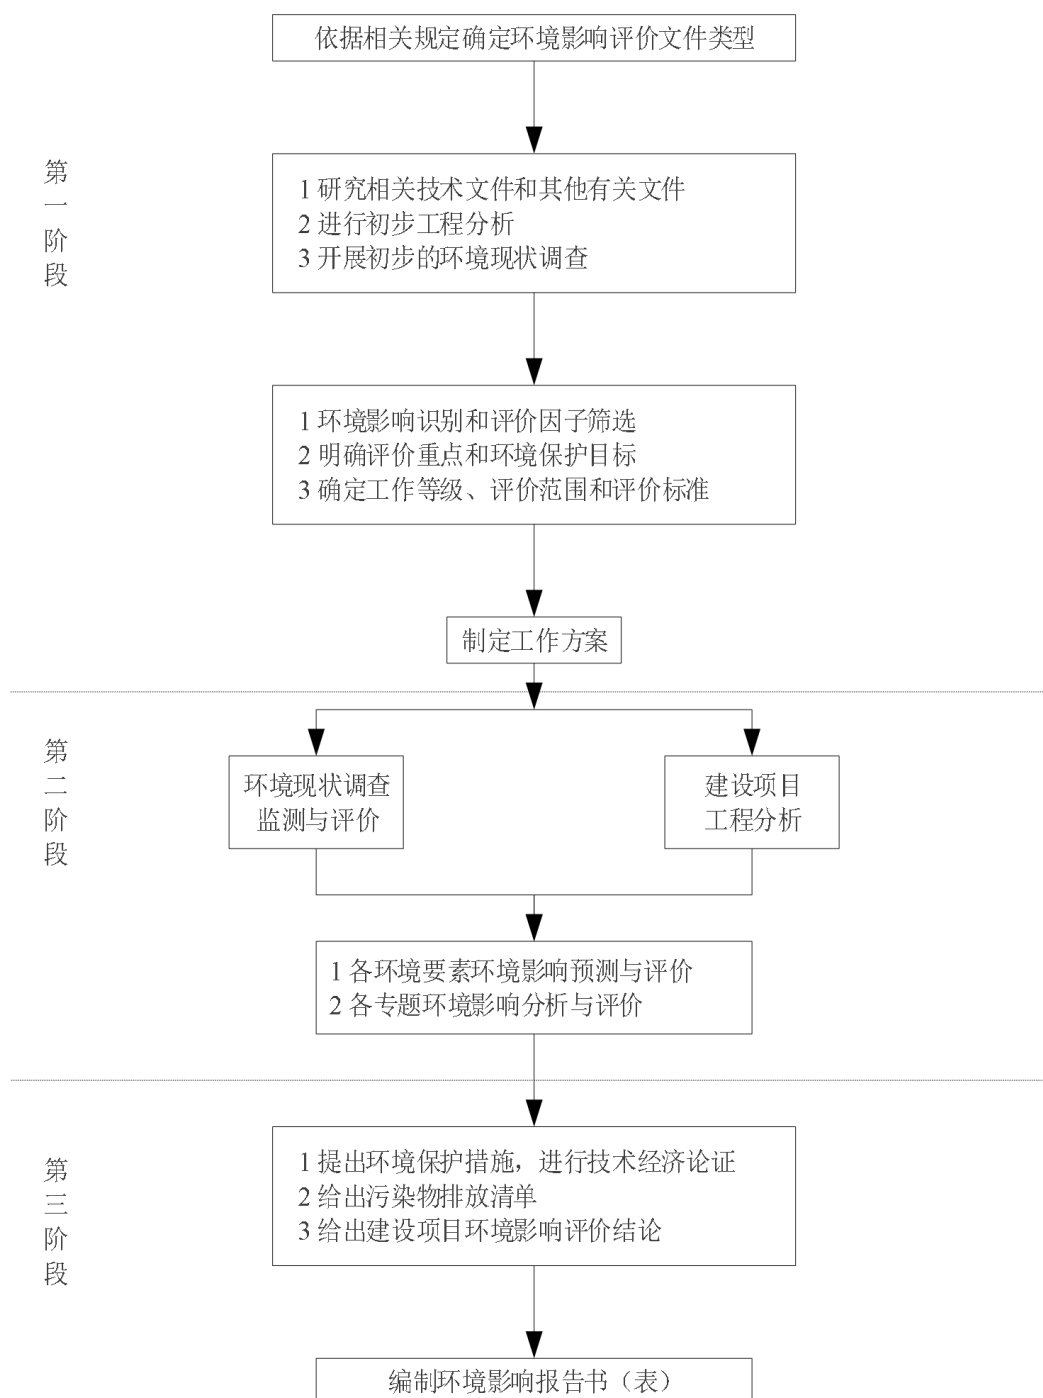 依据相关规定确定环境影响评价文件类型
第一阶段
1 研究相关技术文件和其他有关文件
2 进行初步工程分析
3 开展初步的环境现状调查
1 环境影响识别和评价因子筛选
2 明确评价重点和环境保护目标
3 确定工作等级、评价范围和评价标准
制定工作方案
第二阶段
环境现状调查
监测与评价
建设项目
工程分析
1 各环境要素环境影响预测与评价
2 各专题环境影响分析与评价
第三阶段
1 提出环境保护措施，进行技术经济论证
2 给出污染物排放清单
3 给出建设项目环境影响评价结论
编制环境影响报告书（表）